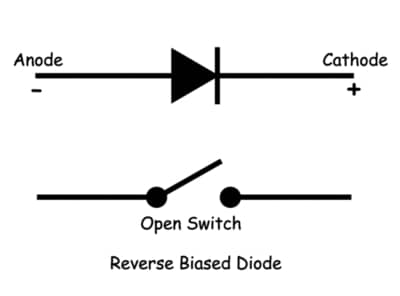 Anode
Cathode
-
+
Open Switch
Reverse Biased Diode